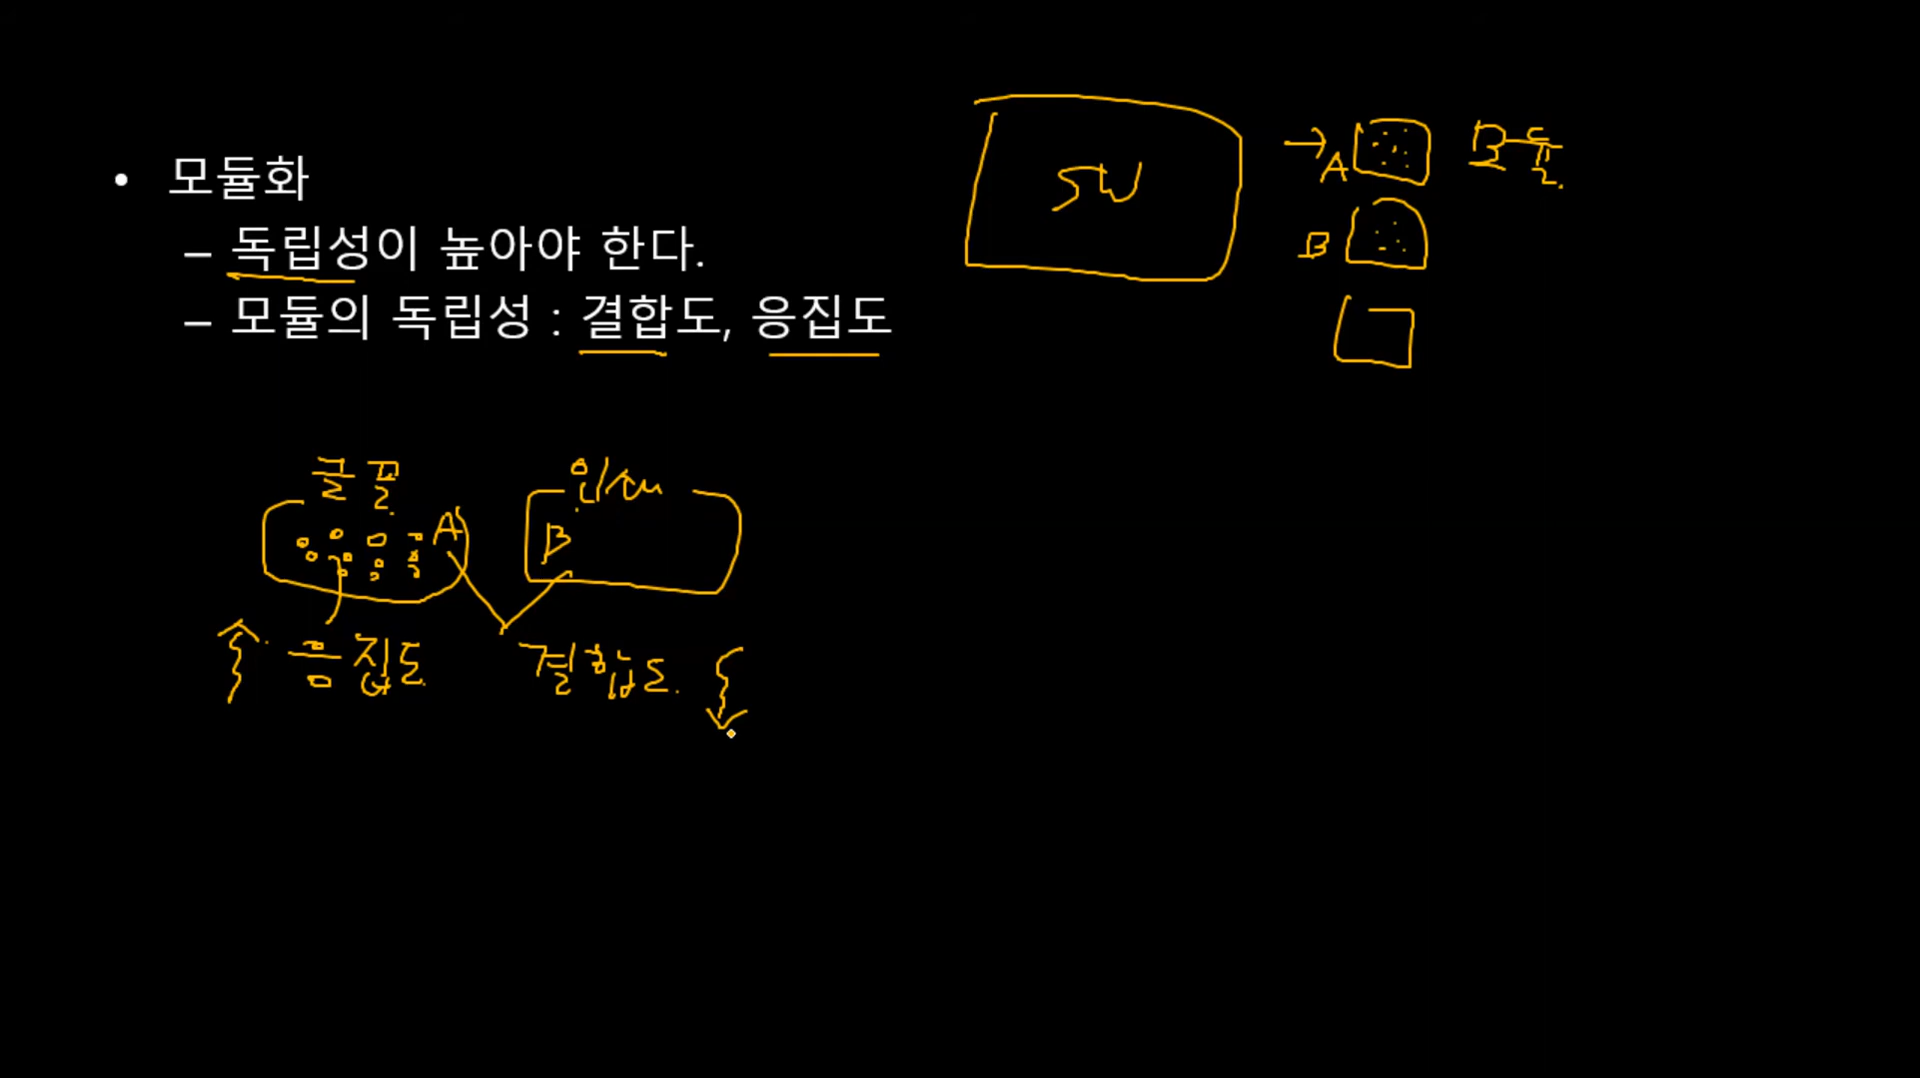 • 모듈화
– 독립성이 높아야 한다.
– 모듈의 독립성 : 결합도, 응집도
SW
A
모듈
B
글꼴
인쇄
A
B
응집도
결합도.